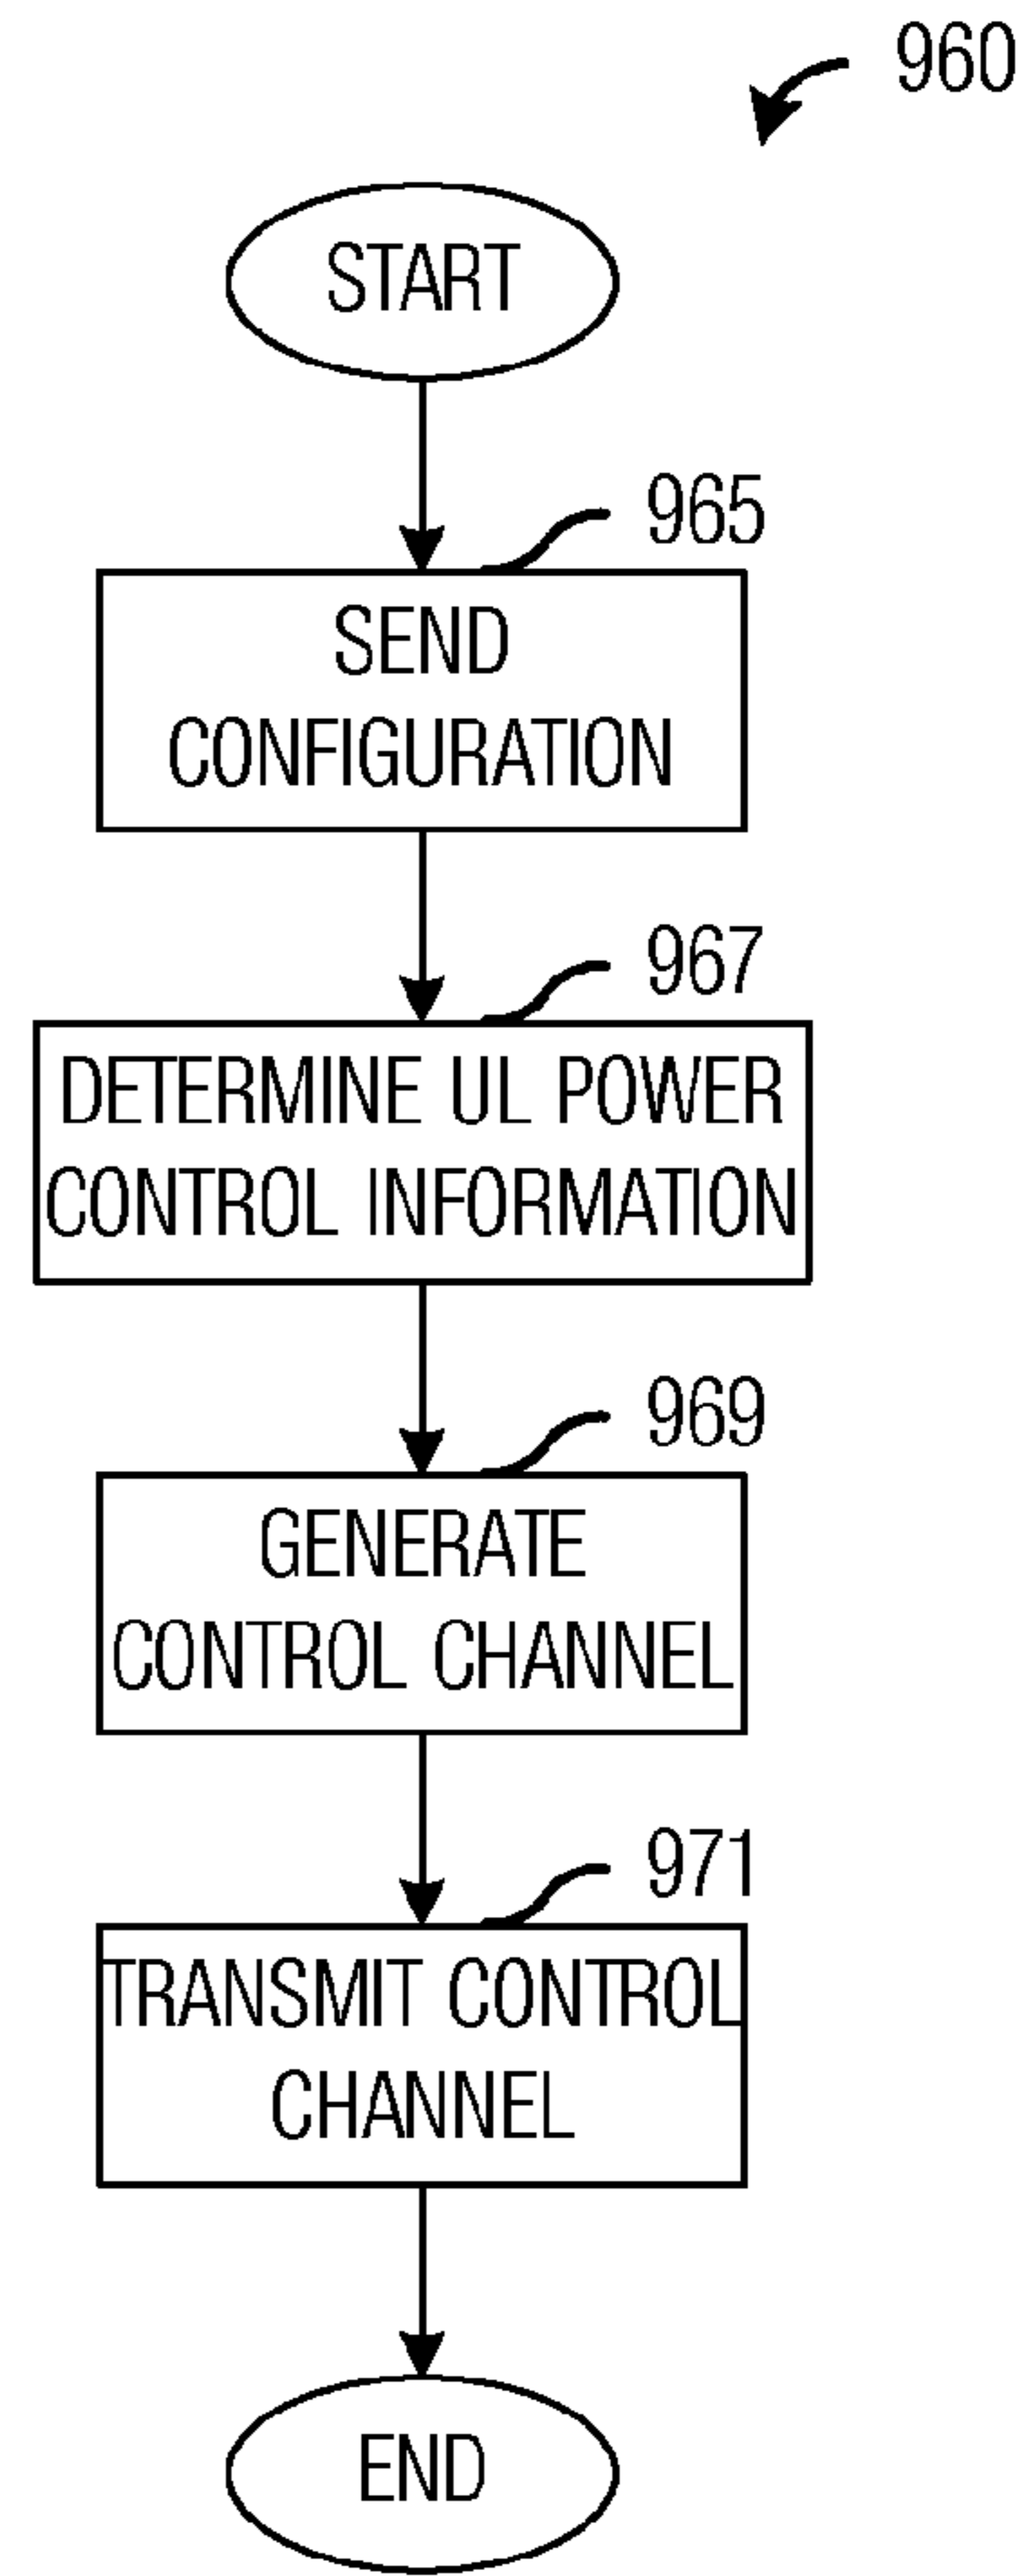 960
START
965
SEND
CONFIGURATION
967
DETERMINE UL POWER
CONTROL INFORMATION
969
GENERATE
CONTROL CHANNEL
971
TRANSMIT CONTROL
CHANNEL
END